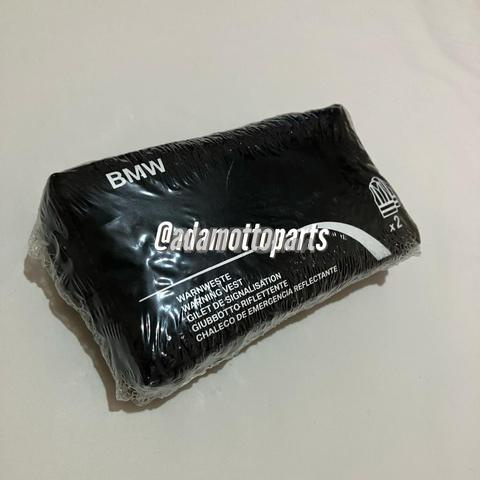 BMW
@adamottoparts
x2
WARNWESTE
WARNING VEST
GILET DE SIGNALISATION
GIUBBOTTO RIFLETTENTE
CHALECO DE EMERGENCIA REFLECTANTE